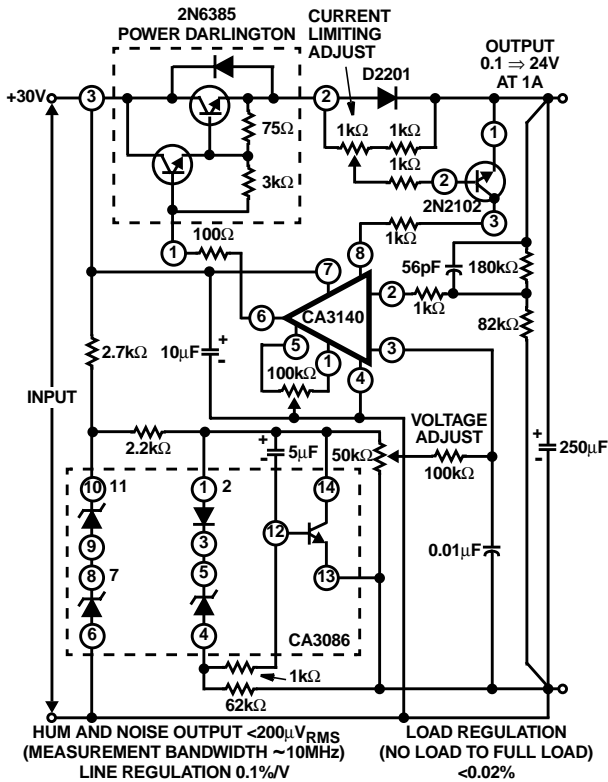 2N6385
POWER DARLINGTON
CURRENT
LIMITING
ADJUST
OUTPUT
0.1 ⇒ 24V
AT 1A
D2201
+30V
3
2
1
75Ω
1kΩ
1kΩ
1kΩ
2
3kΩ
2N2102
3
1
100Ω
1kΩ
8
7
56pF
180kΩ
6
CA3140
2
1kΩ
82kΩ
5
1
3
2.7kΩ
10μF
+
-
100kΩ
4
INPUT
VOLTAGE
ADJUST
2.2kΩ
+
-
5μF
50kΩ
100kΩ
+
-
250μF
10
11
1
2
14
9
3
12
0.01μF
8
7
5
13
6
4
CA3086
1kΩ
62kΩ
HUM AND NOISE OUTPUT <200μVRMS
(MEASUREMENT BANDWIDTH ~10MHz)
LINE REGULATION 0.1%/V
LOAD REGULATION
(NO LOAD TO FULL LOAD)
<0.02%